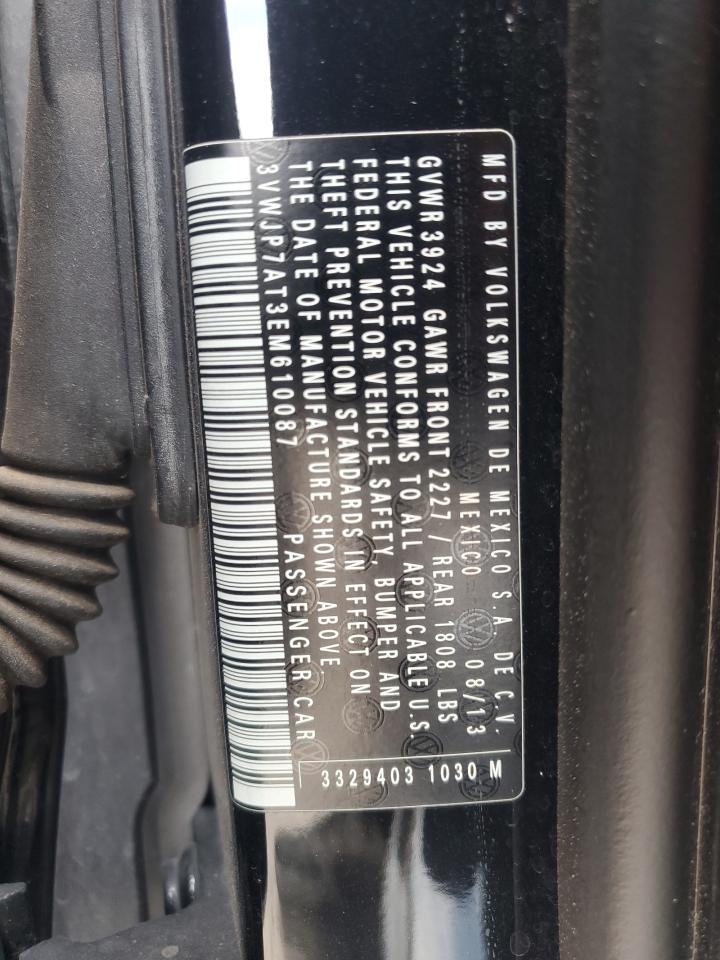 MFD BY VOLKSWAGEN DE MEXICO S.A. DE C.V.
MEXICO 08/13
GVWR 3924 GAWR FRONT 2227 / REAR 1808 LBS
THIS VEHICLE CONFORMS TO ALL APPLICABLE U.S.
FEDERAL MOTOR VEHICLE SAFETY, BUMPER AND
THEFT PREVENTION STANDARDS IN EFFECT ON
THE DATE OF MANUFACTURE SHOWN ABOVE.
3VWJP7AT3EM610087 PASSENGER CAR
3329403 1030 M